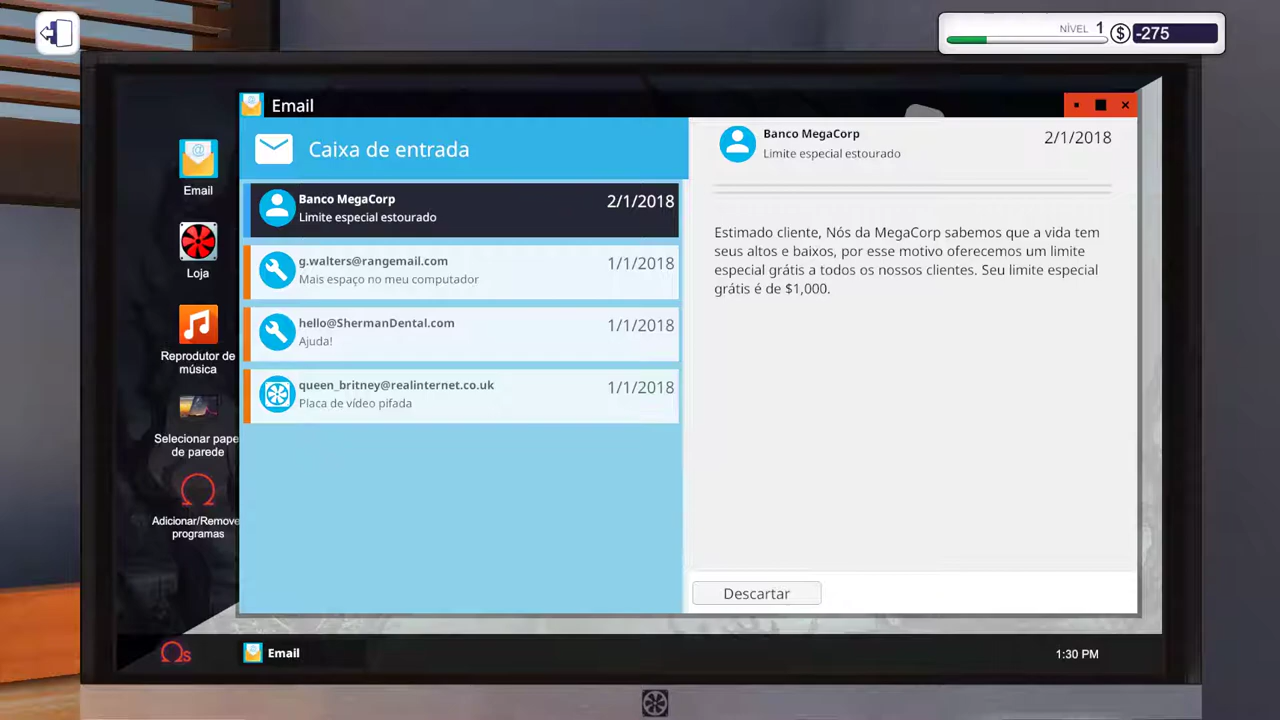 NÍVEL 1
$ -275
Email
Caixa de entrada
Banco MegaCorp
2/1/2018
Limite especial estourado
g.walters@rangemail.com
1/1/2018
Mais espaço no meu computador
hello@ShermanDental.com
1/1/2018
Ajuda!
queen_britney@realinternet.co.uk
1/1/2018
Placa de vídeo pifada
Banco MegaCorp
2/1/2018
Limite especial estourado
Estimado cliente, Nós da MegaCorp sabemos que a vida tem
seus altos e baixos, por esse motivo oferecemos um limite
especial grátis a todos os nossos clientes. Seu limite especial
grátis é de $1,000.
Descartar
Email
Loja
Reprodutor de
música
Selecionar pape
de parede
Adicionar/Remove
programas
Ωs
Email
1:30 PM